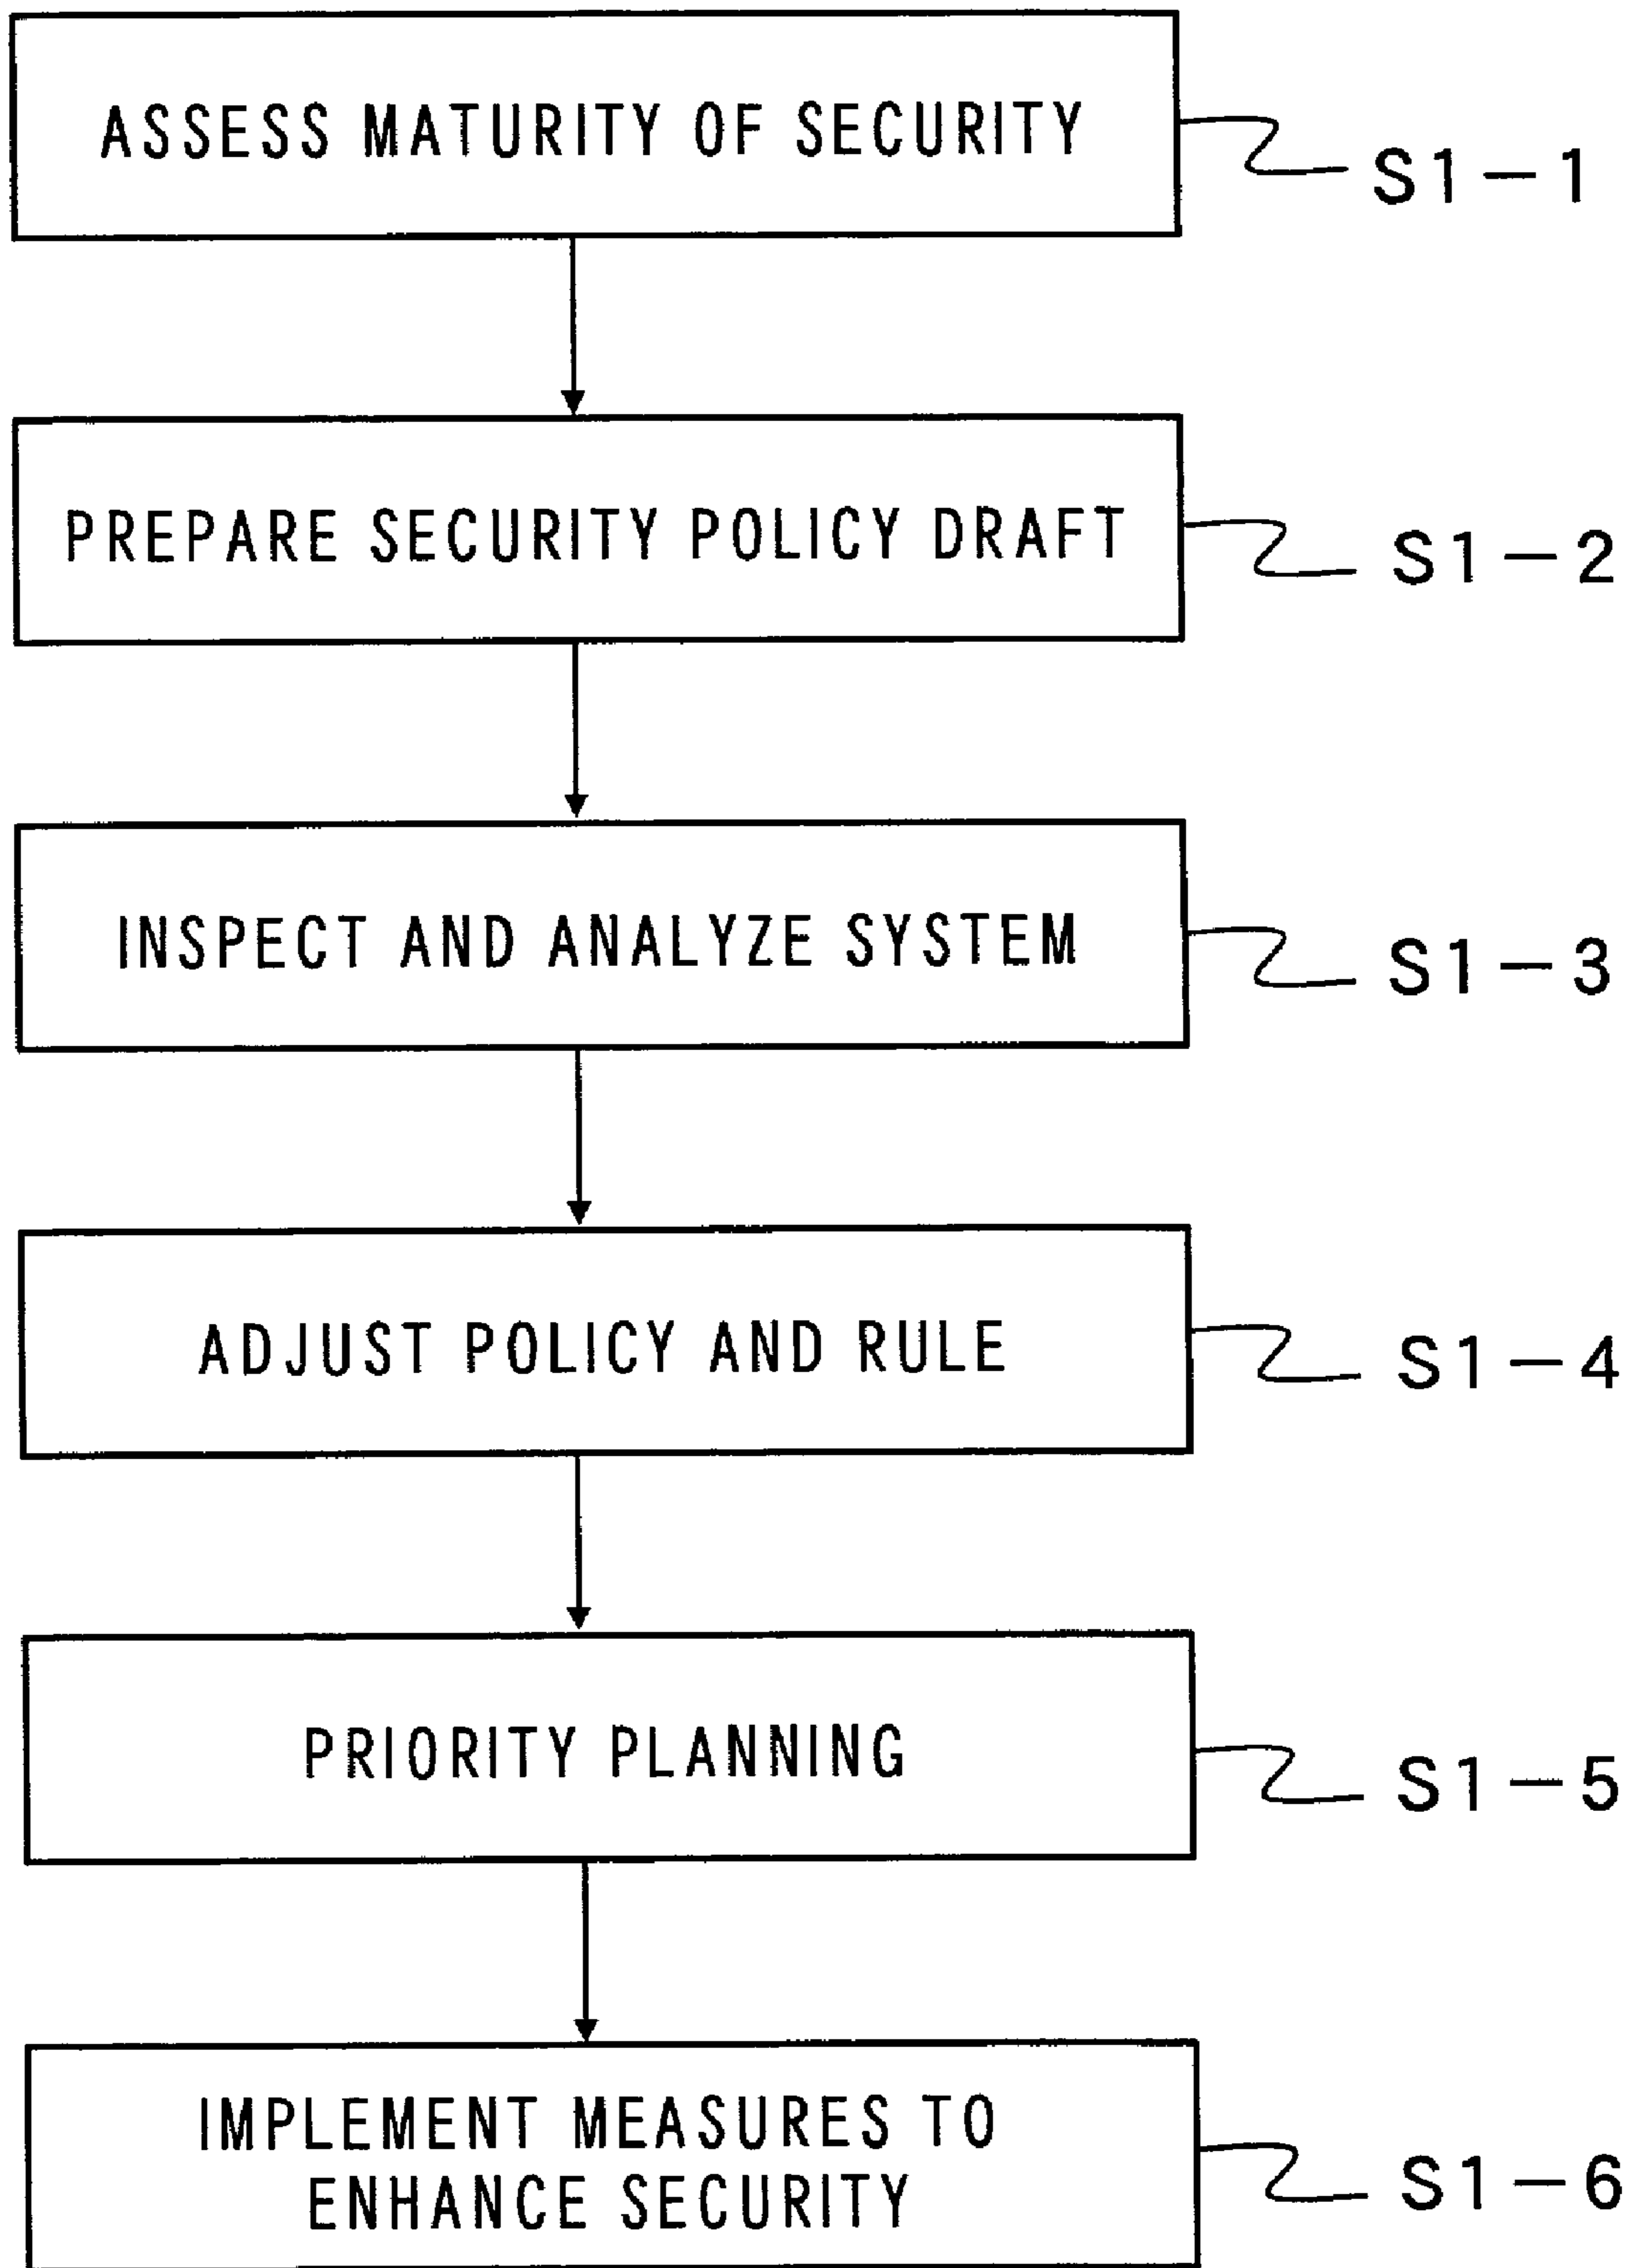 ASSESS MATURITY OF SECURITY
S1-1
PREPARE SECURITY POLICY DRAFT
S1-2
INSPECT AND ANALYZE SYSTEM
S1-3
ADJUST POLICY AND RULE
S1-4
PRIORITY PLANNING
S1-5
IMPLEMENT MEASURES TO
ENHANCE SECURITY
S1-6